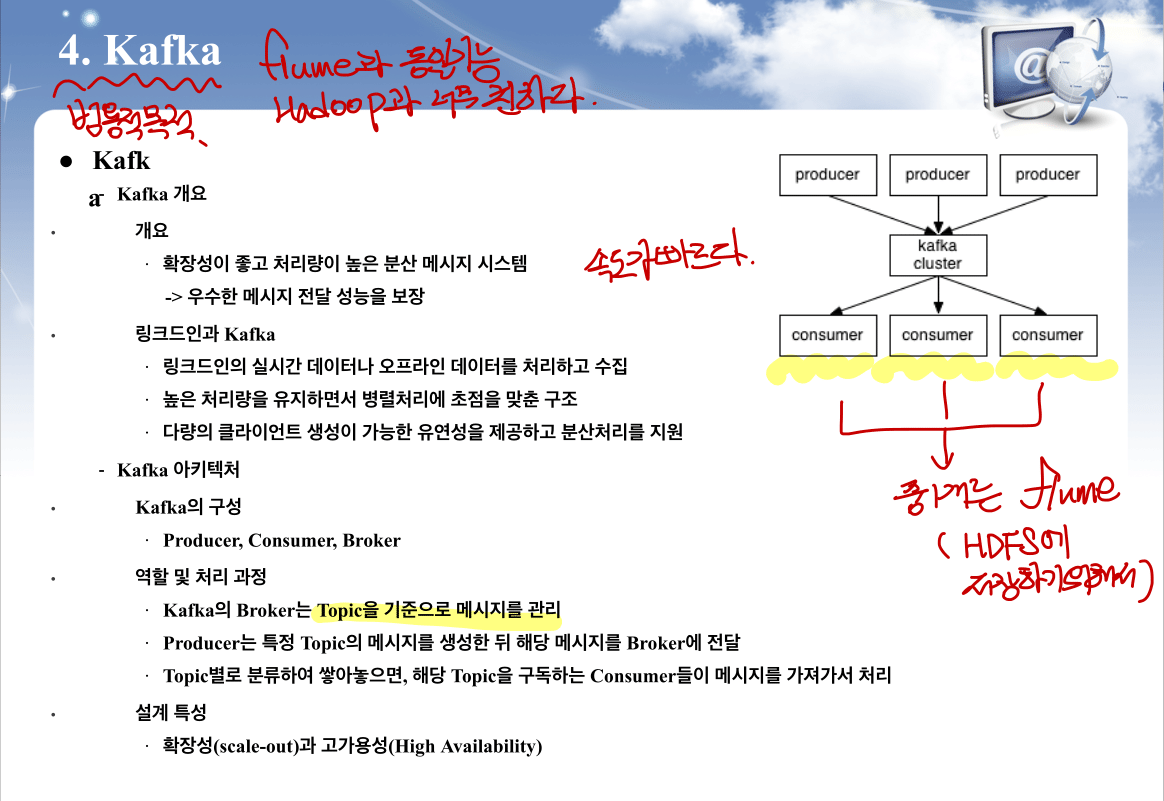 4. Kafka
flume과 동일기능
Hadoop과 너무 친하다.
범용적목적
● Kafk
a
- Kafka 개요
· 개요
· 확장성이 좋고 처리량이 높은 분산 메시지 시스템
-> 우수한 메시지 전달 성능을 보장
속도가빠르다.
· 링크드인과 Kafka
· 링크드인의 실시간 데이터나 오프라인 데이터를 처리하고 수집
· 높은 처리량을 유지하면서 병렬처리에 초점을 맞춘 구조
· 다량의 클라이언트 생성이 가능한 유연성을 제공하고 분산처리를 지원
- Kafka 아키텍처
· Kafka의 구성
· Producer, Consumer, Broker
· 역할 및 처리 과정
· Kafka의 Broker는 Topic을 기준으로 메시지를 관리
· Producer는 특정 Topic의 메시지를 생성한 뒤 해당 메시지를 Broker에 전달
· Topic별로 분류하여 쌓아놓으면, 해당 Topic을 구독하는 Consumer들이 메시지를 가져가서 처리
· 설계 특성
· 확장성(scale-out)과 고가용성(High Availability)
producer producer producer
kafka
cluster
consumer consumer consumer
flume
(HDFS에
저장하기위해서)
@